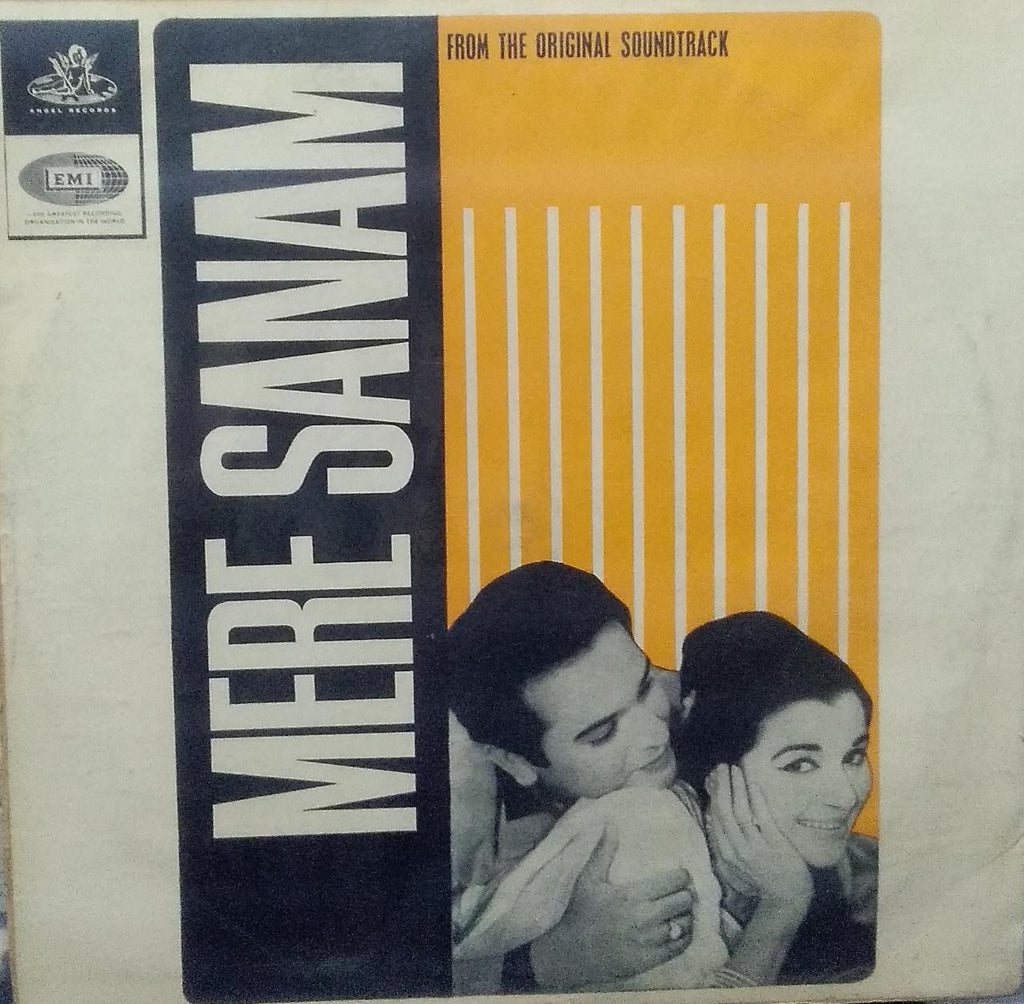 ANGEL RECORDS
EMI
—THE GREATEST RECORDING
ORGANISATION IN THE WORLD
MERE SANAM
FROM THE ORIGINAL SOUNDTRACK